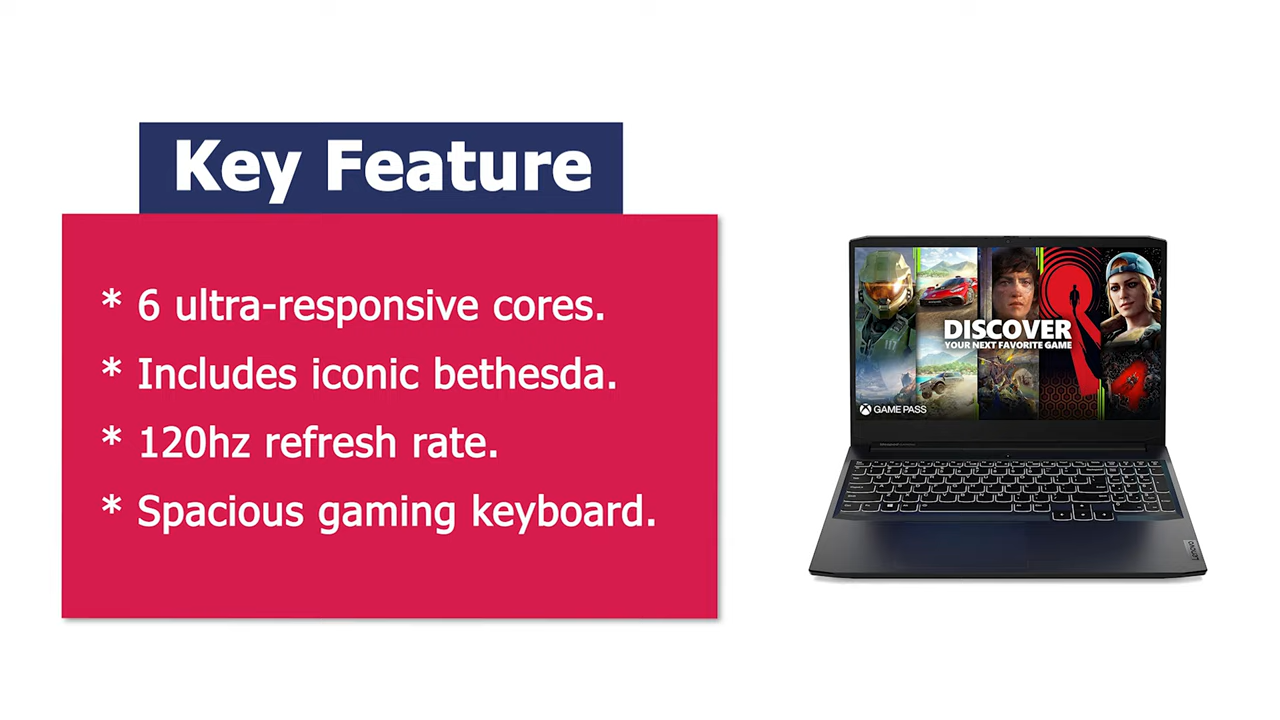 Key Feature
* 6 ultra-responsive cores.
* Includes iconic bethesda.
* 120hz refresh rate.
* Spacious gaming keyboard.
DISCOVER
YOUR NEXT FAVORITE GAME
GAME PASS
Lenovo